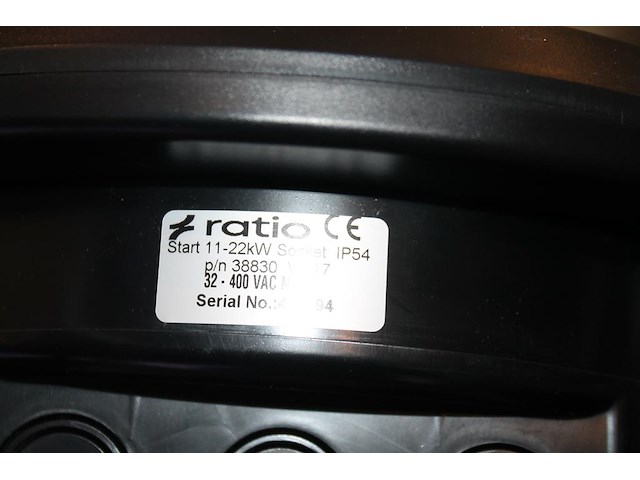 ratio CE
Start 11-22kW Socket IP54
p/n 38830
32 - 400 VAC
Serial No.: